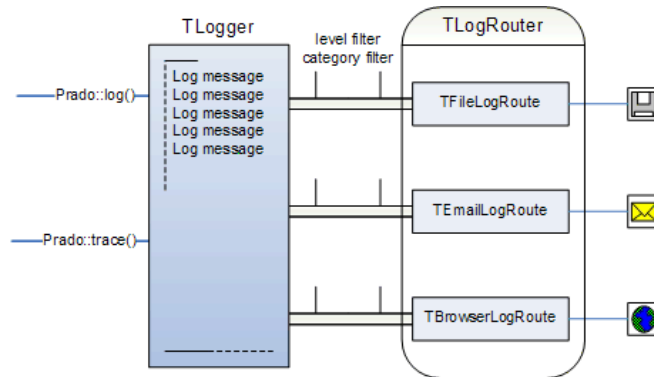 TLogger
level filter
category filter
TLogRouter
Log message
Log message
Log message
Log message
Log message
Prado::log()
Prado::trace()
TFileLogRoute
TEmailLogRoute
TBrowserLogRoute